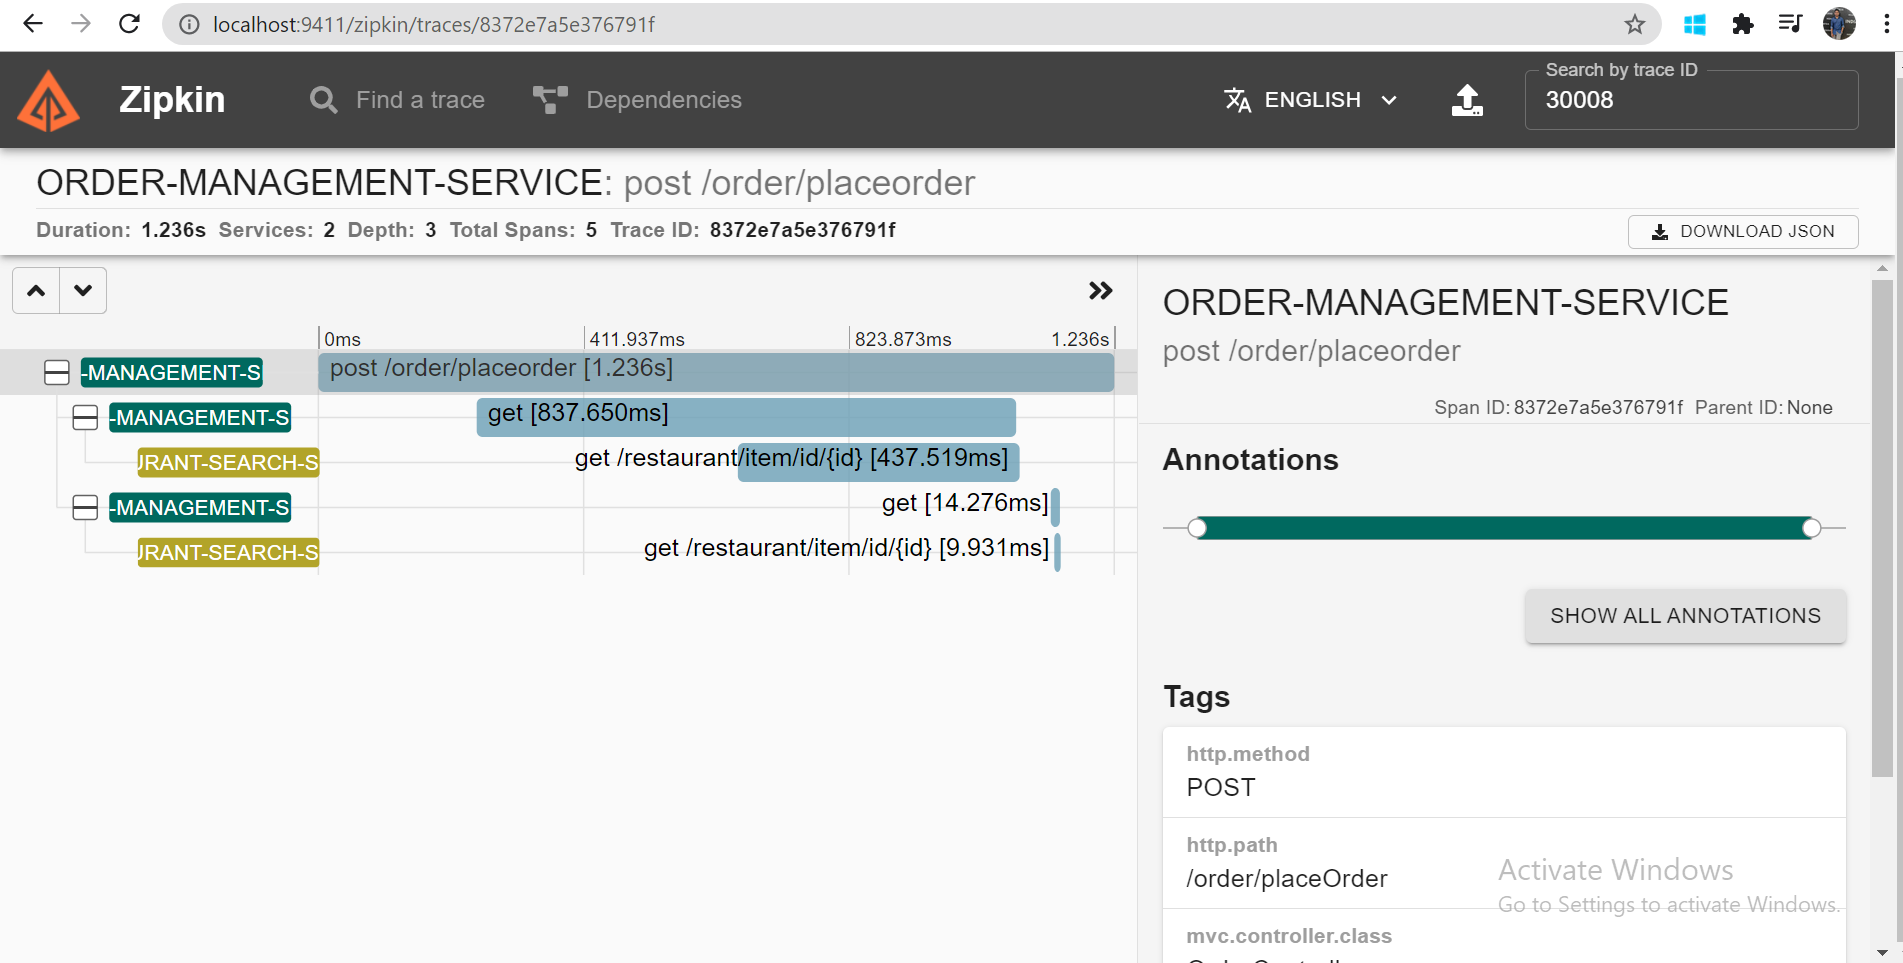 localhost:9411/zipkin/traces/8372e7a5e376791f
Zipkin
Find a trace
Dependencies
ENGLISH
Search by trace ID
30008
ORDER-MANAGEMENT-SERVICE: post /order/placeorder
Duration: 1.236s Services: 2 Depth: 3 Total Spans: 5 Trace ID: 8372e7a5e376791f
DOWNLOAD JSON
0ms 411.937ms 823.873ms 1.236s
-MANAGEMENT-S post /order/placeorder [1.236s]
-MANAGEMENT-S get [837.650ms]
URANT-SEARCH-S get /restaurant/item/id/{id} [437.519ms]
-MANAGEMENT-S get [14.276ms]
URANT-SEARCH-S get /restaurant/item/id/{id} [9.931ms]
ORDER-MANAGEMENT-SERVICE
post /order/placeorder
Span ID: 8372e7a5e376791f Parent ID: None
Annotations
SHOW ALL ANNOTATIONS
Tags
http.method
POST
http.path
/order/placeOrder
mvc.controller.class
Activate Windows
Go to Settings to activate Windows.